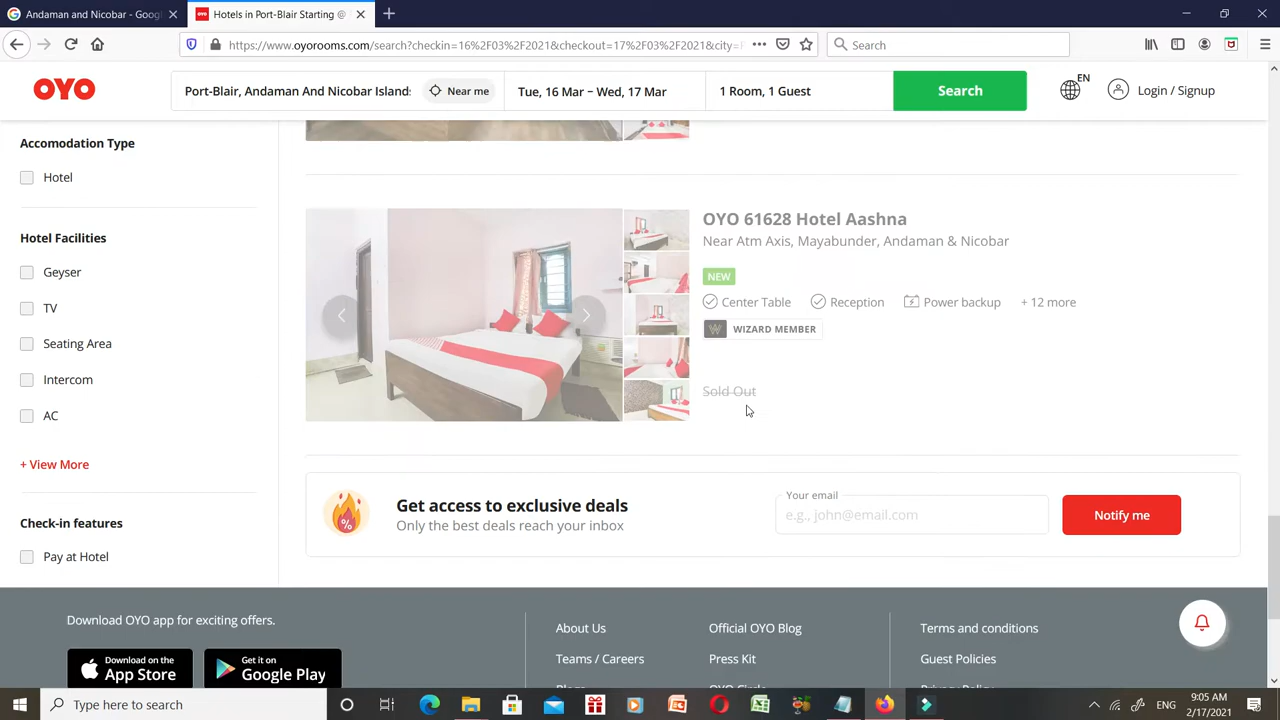 Andaman and Nicobar - Goog
Hotels in Port-Blair Starting @
https://www.oyorooms.com/search?checkin=16%2F03%2F2021&checkout=17%2F03%2F2021&city=
Search
OYO
Port-Blair, Andaman And Nicobar Islands
Near me
Tue, 16 Mar – Wed, 17 Mar
1 Room, 1 Guest
Search
EN
Login / Signup
Accomodation Type
Hotel
Hotel Facilities
Geyser
TV
Seating Area
Intercom
AC
+ View More
Check-in features
Pay at Hotel
OYO 61628 Hotel Aashna
Near Atm Axis, Mayabunder, Andaman & Nicobar
NEW
Center Table
Reception
Power backup
+ 12 more
W WIZARD MEMBER
Sold Out
%
Get access to exclusive deals
Only the best deals reach your inbox
Your email
e.g., john@email.com
Notify me
Download OYO app for exciting offers.
Download on the
App Store
Get it on
Google Play
About Us
Teams / Careers
Official OYO Blog
Press Kit
Terms and conditions
Guest Policies
Type here to search
9:05 AM
2/17/2021